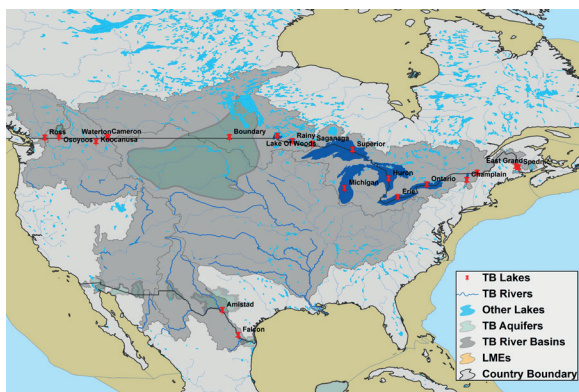 Ross
Osoyoos
Waterton
Cameron
Koocanusa
Boundary
Rainy
Lake Of Woods
Saganaga
Superior
Michigan
Huron
Erie
Ontario
Champlain
East Grand
Spedn
Amistad
Falcon
TB Lakes
TB Rivers
Other Lakes
TB Aquifers
TB River Basins
LMEs
Country Boundary